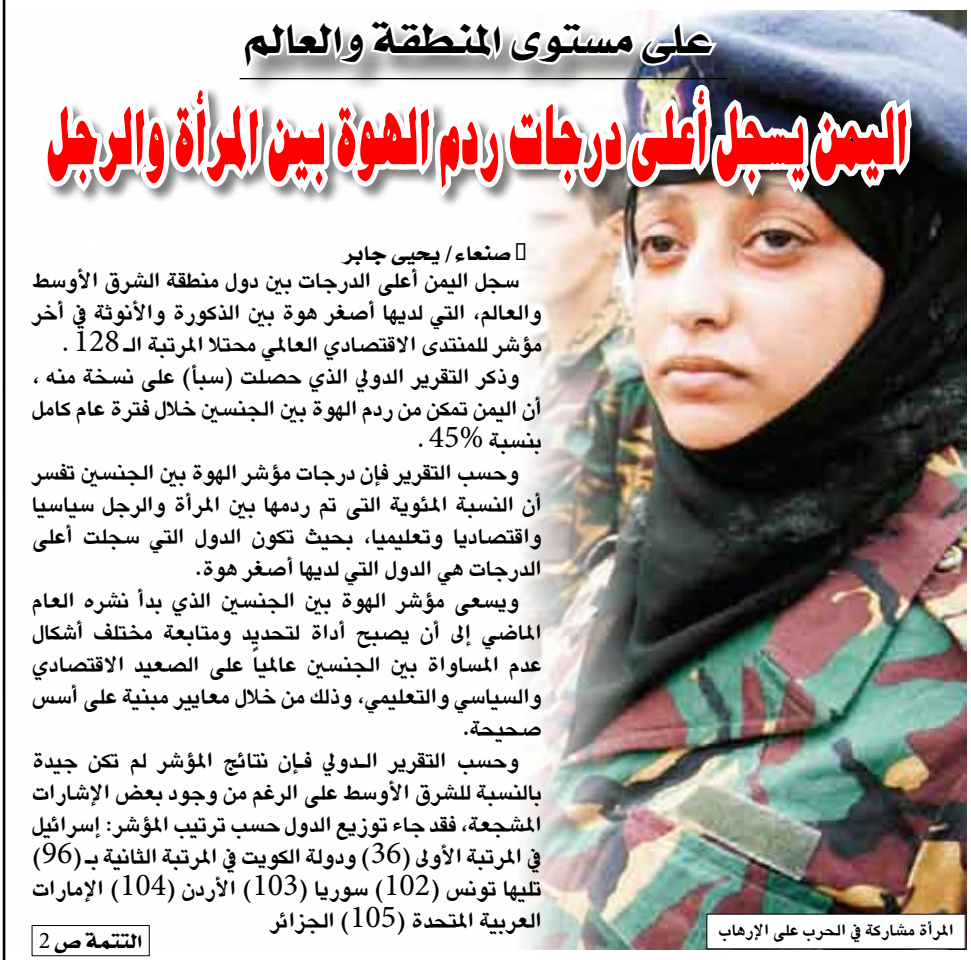 على مستوى المنطقة والعالم
اليمن يسجل أعلى درجات ردم الهوة بين المرأة والرجل
صنعاء/ يحيى جابر
سجل اليمن أعلى الدرجات بين دول منطقة الشرق الأوسط
والعالم، التي لديها أصغر هوة بين الذكورة والأنوثة في أخر
مؤشر للمنتدى الاقتصادي العالمي محتلا المرتبة الـ 128 .
وذكر التقرير الدولي الذي حصلت (سبأ) على نسخة منه ،
أن اليمن تمكن من ردم الهوة بين الجنسين خلال فترة عام كامل
بنسبة 45% .
وحسب التقرير فإن درجات مؤشر الهوة بين الجنسين تفسر
أن النسبة المئوية التى تم ردمها بين المرأة والرجل سياسيا
واقتصاديا وتعليميا، بحيث تكون الدول التي سجلت أعلى
الدرجات هي الدول التي لديها أصغر هوة.
ويسعى مؤشر الهوة بين الجنسين الذي بدأ نشره العام
الماضي إلى أن يصبح أداة لتحديد ومتابعة مختلف أشكال
عدم المساواة بين الجنسين عالمياً على الصعيد الاقتصادي
والسياسي والتعليمي، وذلك من خلال معايير مبنية على أسس
صحيحة.
وحسب التقرير الـدولي فـإن نتائج المؤشر لم تكن جيدة
بالنسبة للشرق الأوسط على الرغم من وجود بعض الإشارات
المشجعة، فقد جاء توزيع الدول حسب ترتيب المؤشر: إسرائيل
في المرتبة الأولى (36) ودولة الكويت في المرتبة الثانية بـ (96)
تليها تونس (102) سوريا (103) الأردن (104) الإمارات
العربية المتحدة (105) الجزائر
التتمة ص 2
المرأة مشاركة في الحرب على الإرهاب